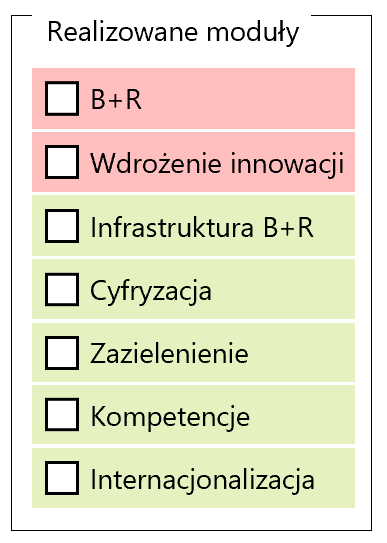 Realizowane moduły
B+R
Wdrożenie innowacji
Infrastruktura B+R
Cyfryzacja
Zazielenienie
Kompetencje
Internacjonalizacja